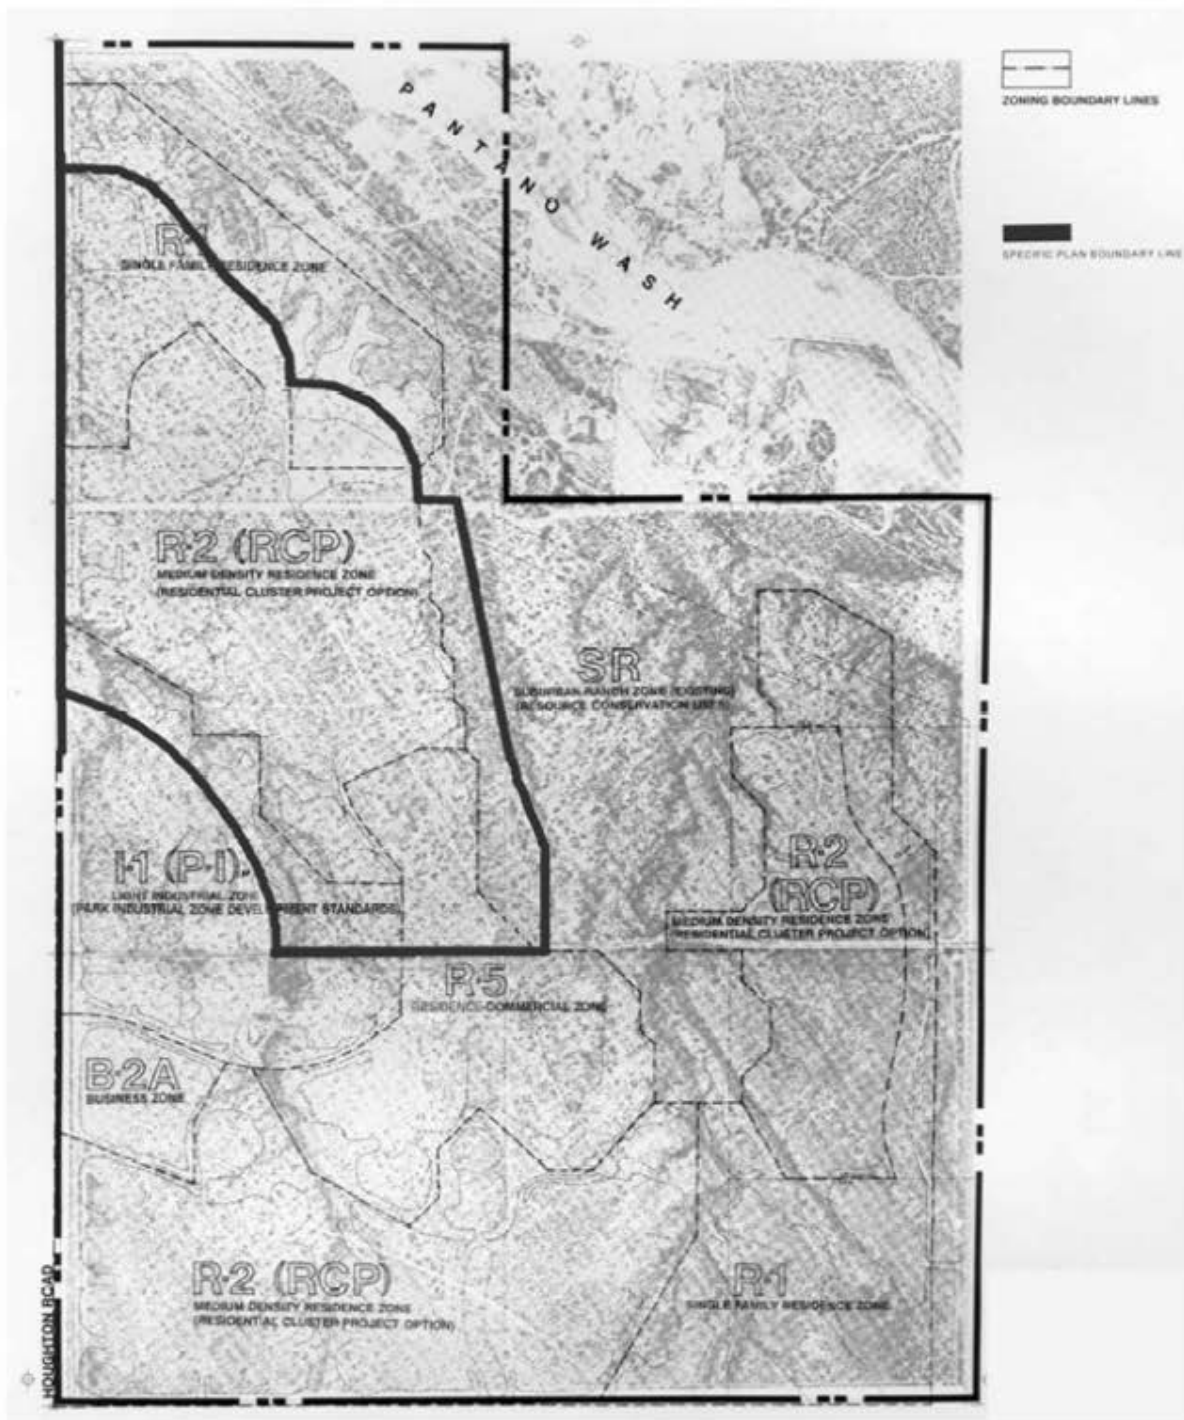 PANTANO WASH
ZONING BOUNDARY LINES
SPECIFIC PLAN BOUNDARY LINE
R-1
SINGLE FAMILY RESIDENCE ZONE
R-2 (RCP)
MEDIUM DENSITY RESIDENCE ZONE
(RESIDENTIAL CLUSTER PROJECT OPTION)
SR
SUBURBAN RANCH ZONE (EXISTING)
(RESOURCE CONSERVATION USES)
I-1 (P-I)
LIGHT INDUSTRIAL ZONE
(PARK INDUSTRIAL ZONE DEVELOPMENT STANDARDS)
R-2
(RCP)
MEDIUM DENSITY RESIDENCE ZONE
(RESIDENTIAL CLUSTER PROJECT OPTION)
R-5
RESIDENCE-COMMERCIAL ZONE
B-2A
BUSINESS ZONE
R-2 (RCP)
MEDIUM DENSITY RESIDENCE ZONE
(RESIDENTIAL CLUSTER PROJECT OPTION)
R-1
SINGLE FAMILY RESIDENCE ZONE
HOUGHTON ROAD